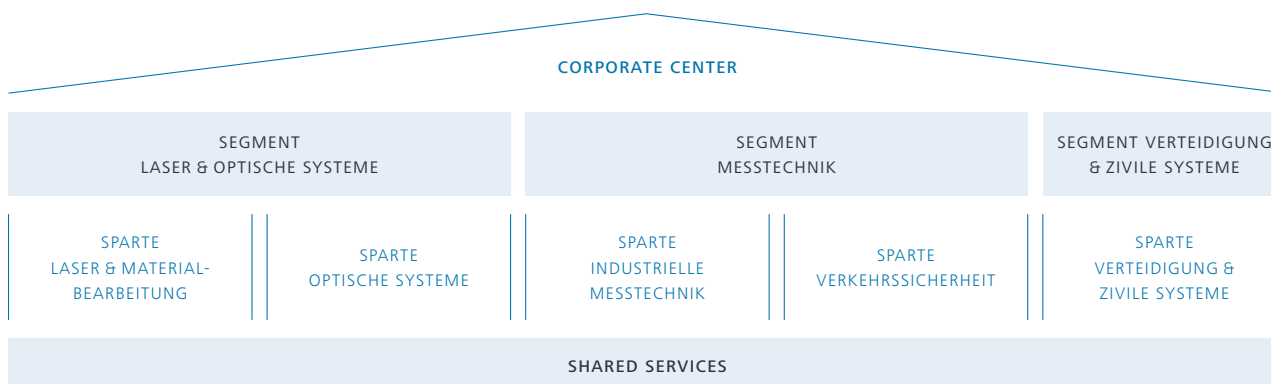 CORPORATE CENTER
SEGMENT
LASER & OPTISCHE SYSTEME
SEGMENT
MESSTECHNIK
SEGMENT VERTEIDIGUNG
& ZIVILE SYSTEME
SPARTE
LASER & MATERIAL-
BEARBEITUNG
SPARTE
OPTISCHE SYSTEME
SPARTE
INDUSTRIELLE
MESSTECHNIK
SPARTE
VERKEHRSSICHERHEIT
SPARTE
VERTEIDIGUNG &
ZIVILE SYSTEME
SHARED SERVICES